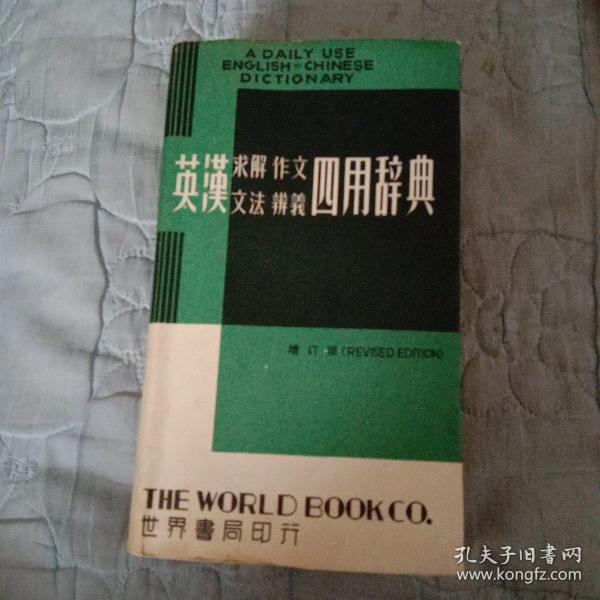 A DAILY USE
ENGLISH-CHINESE
DICTIONARY
英漢求解 作文 文法 辨義四用辞典
增訂版(REVISED EDITION)
THE WORLD BOOK CO.
世界書局印行
孔夫子旧书网
www.kongfz.com